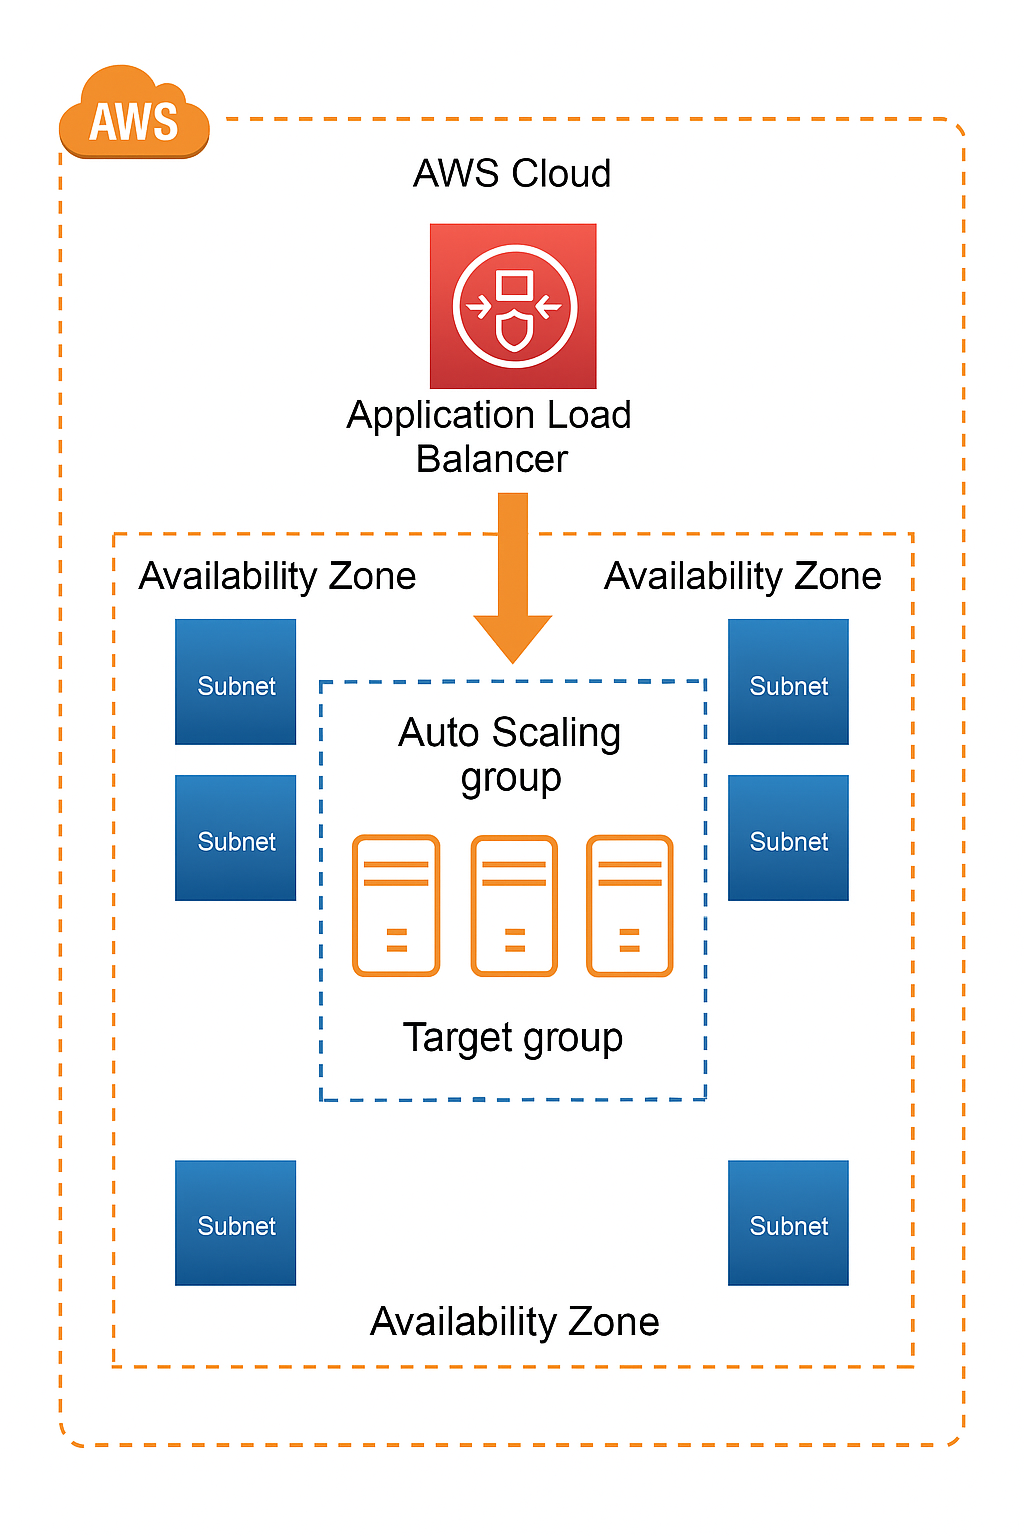 AWS
AWS Cloud
Application Load
Balancer
Availability Zone
Availability Zone
Subnet
Subnet
Auto Scaling
group
Subnet
Subnet
Target group
Subnet
Subnet
Availability Zone